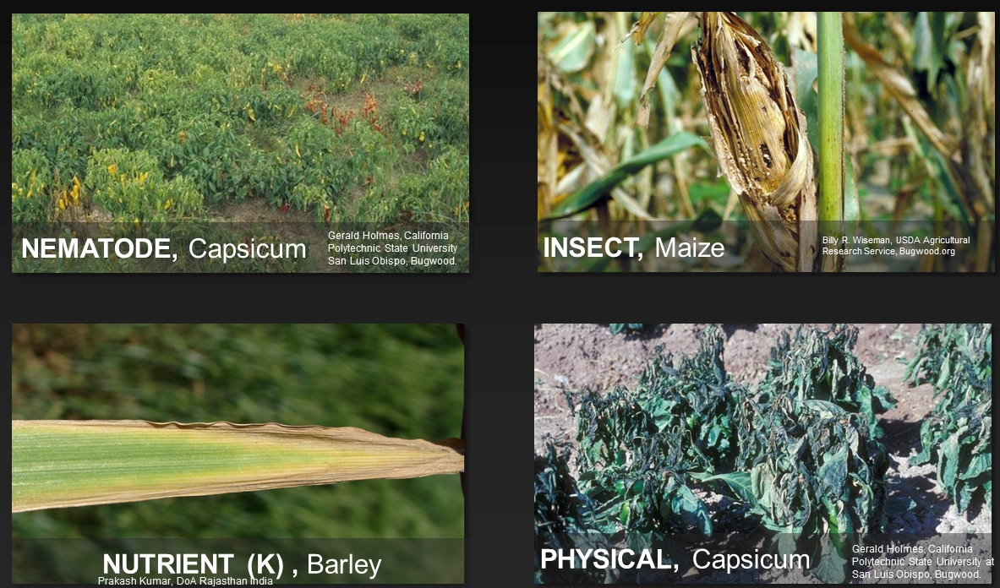 NEMATODE, Capsicum
Gerald Holmes, California
Polytechnic State University
San Luis Obispo, Bugwood.
INSECT, Maize
Billy R. Wiseman, USDA Agricultural
Research Service, Bugwood.org
NUTRIENT (K) , Barley
Prakash Kumar, DoA Rajasthan India
PHYSICAL, Capsicum
Gerald Holmes, California
Polytechnic State University at
San Luis Obispo, Bugwood.